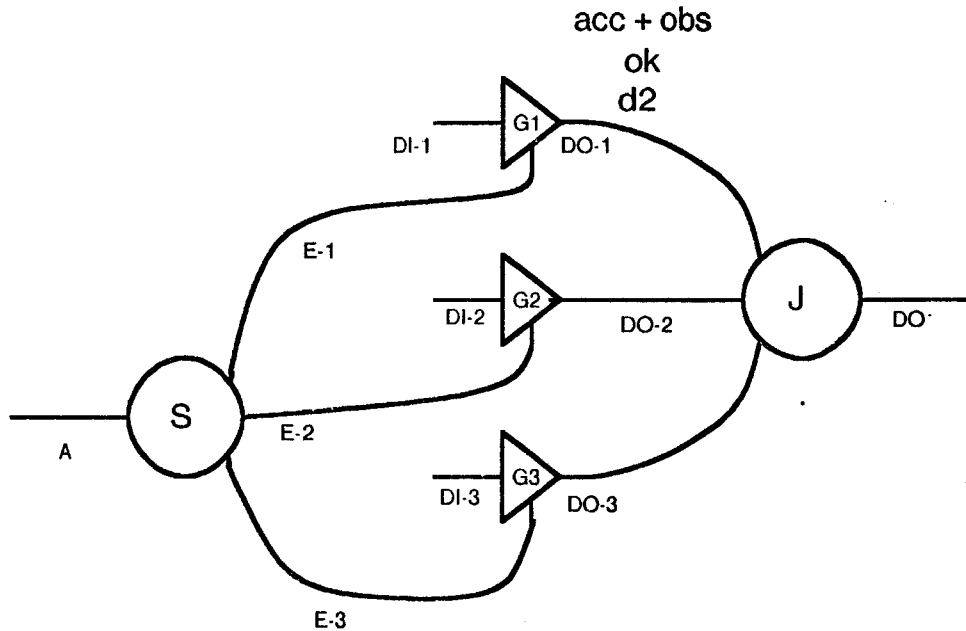 acc + obs
ok
d2
G1
DI-1
DO-1
E-1
G2
DI-2
DO-2
J
DO
S
A
E-2
G3
DI-3
DO-3
E-3